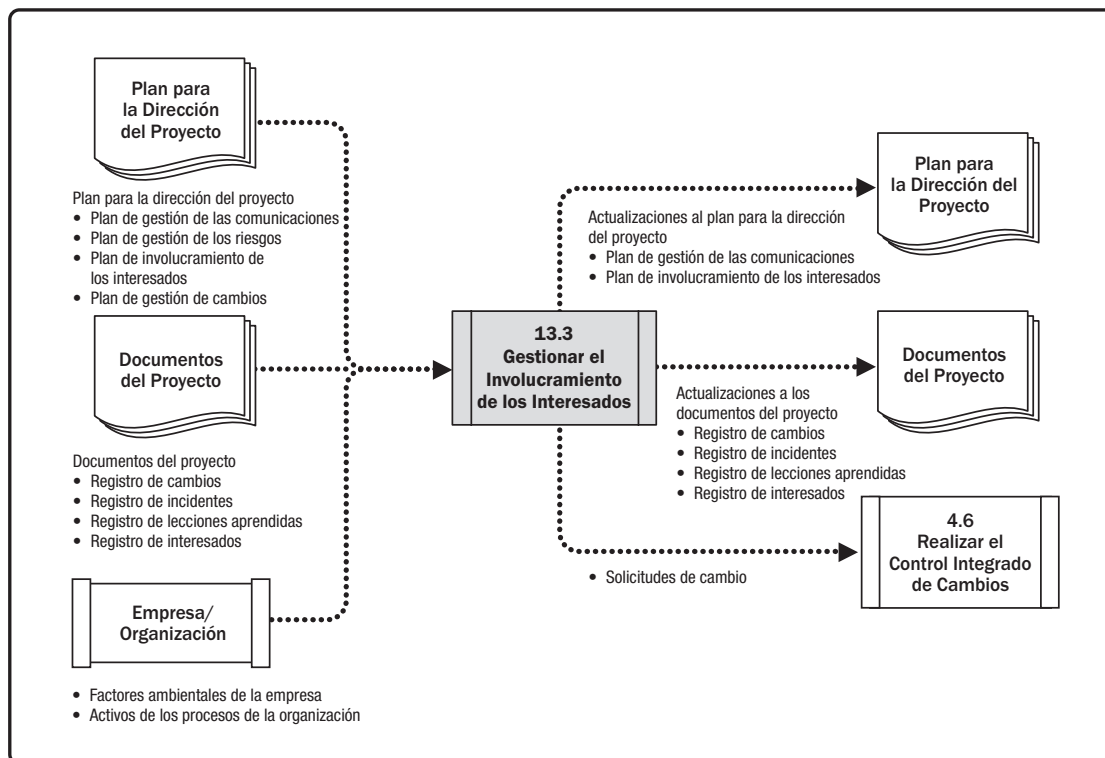 Plan para
la Dirección
del Proyecto
Plan para la dirección del proyecto
• Plan de gestión de las comunicaciones
• Plan de gestión de los riesgos
• Plan de involucramiento de
los interesados
• Plan de gestión de cambios
Documentos
del Proyecto
Documentos del proyecto
• Registro de cambios
• Registro de incidentes
• Registro de lecciones aprendidas
• Registro de interesados
Empresa/
Organización
• Factores ambientales de la empresa
• Activos de los procesos de la organización
13.3
Gestionar el
Involucramiento
de los Interesados
Actualizaciones al plan para la dirección
del proyecto
• Plan de gestión de las comunicaciones
• Plan de involucramiento de los interesados
Plan para
la Dirección del
Proyecto
Actualizaciones a los
documentos del proyecto
• Registro de cambios
• Registro de incidentes
• Registro de lecciones aprendidas
• Registro de interesados
Documentos
del Proyecto
• Solicitudes de cambio
4.6
Realizar el
Control Integrado
de Cambios